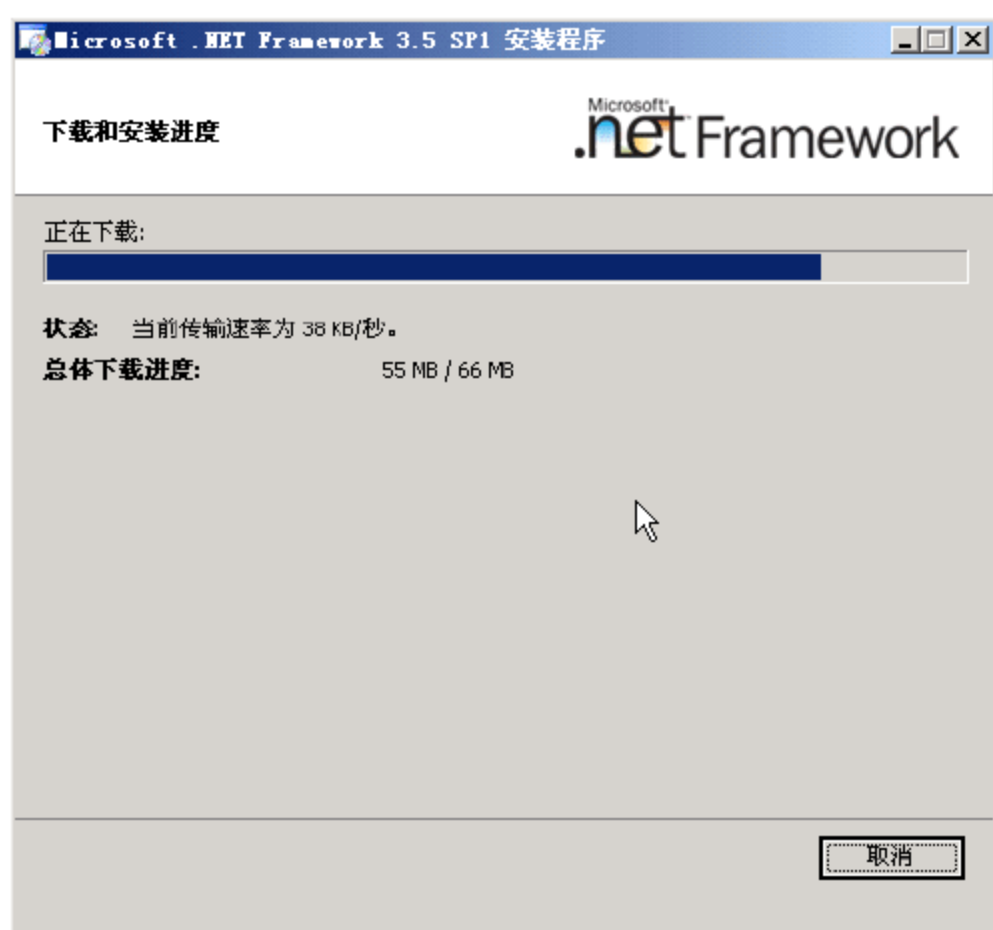 Microsoft .NET Framework 3.5 SP1 安装程序
下载和安装进度
Microsoft
.net Framework
正在下载:
状态: 当前传输速率为 38 KB/秒。
总体下载进度: 55 MB / 66 MB
取消